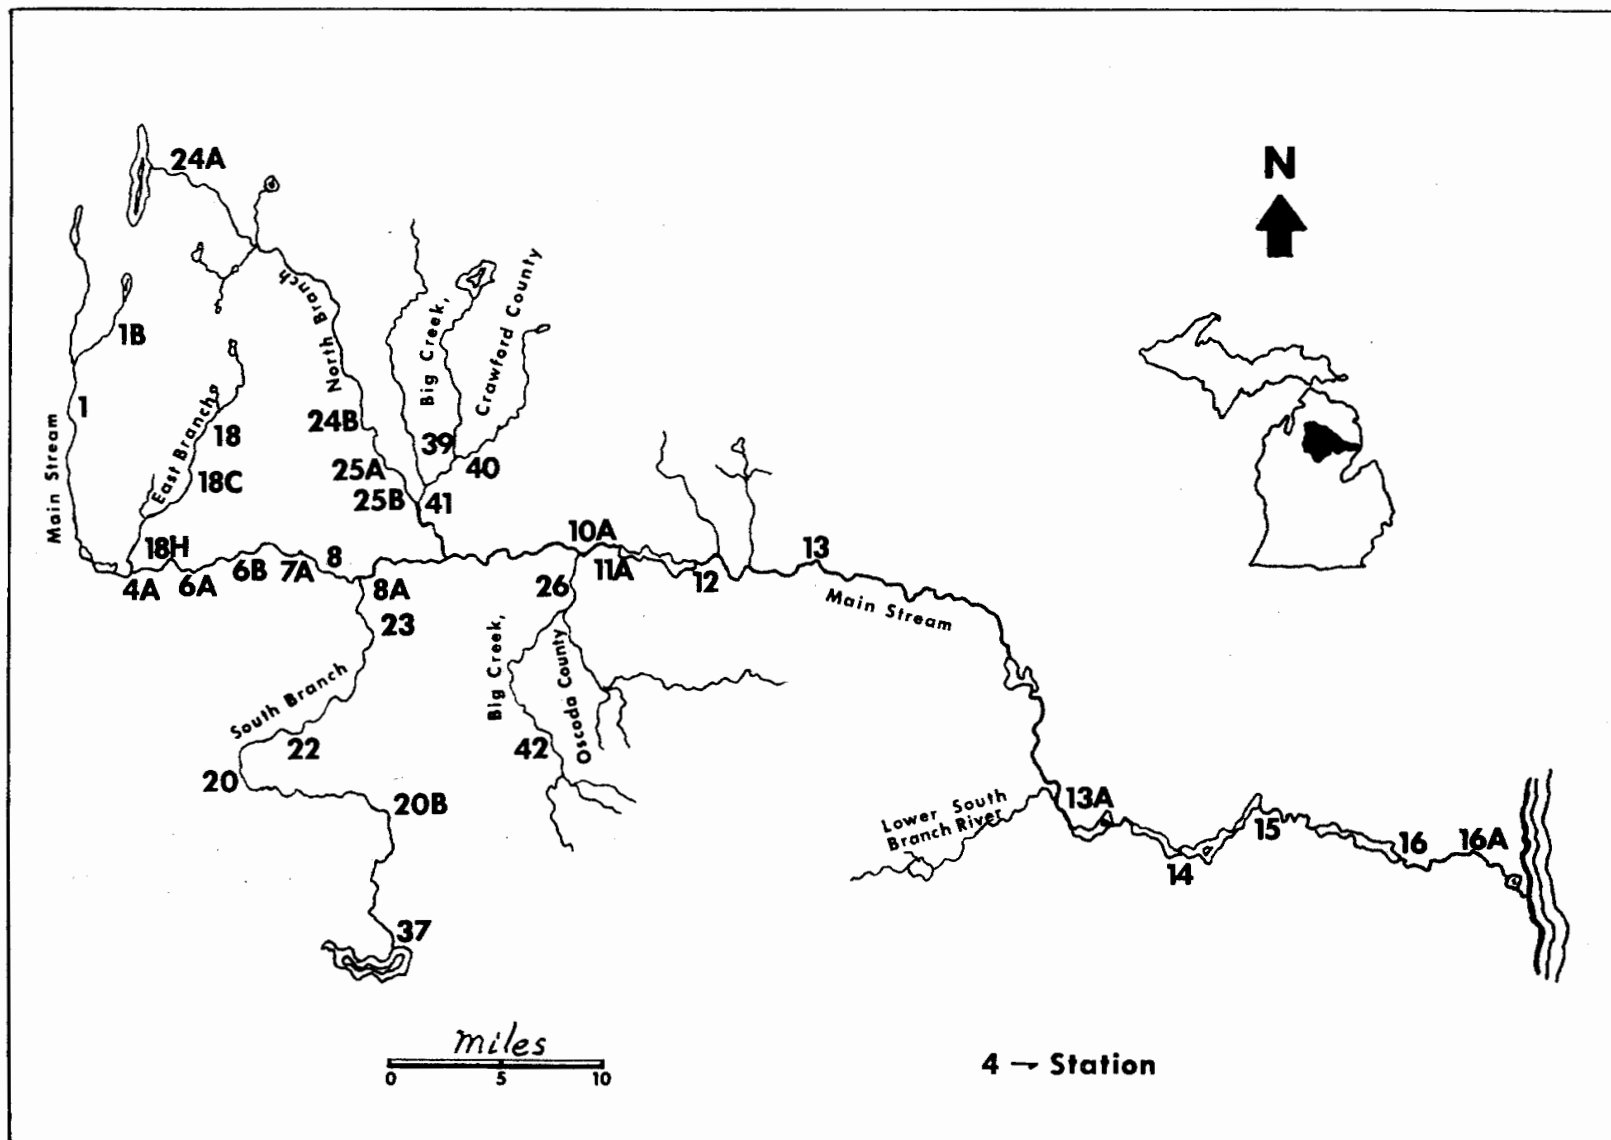 N
24A
1B
1
Main Stream
East Branch
18
18C
18H
4A
6A
6B
7A
8
8A
North Branch
24B
25A
25B
Big Creek,
Crawford County
39
40
41
10A
11A
12
13
Main Stream
26
Big Creek,
Oscoda County
42
23
South Branch
22
20
20B
37
Lower South
Branch River
13A
14
15
16
16A
miles
0 5 10
4 → Station